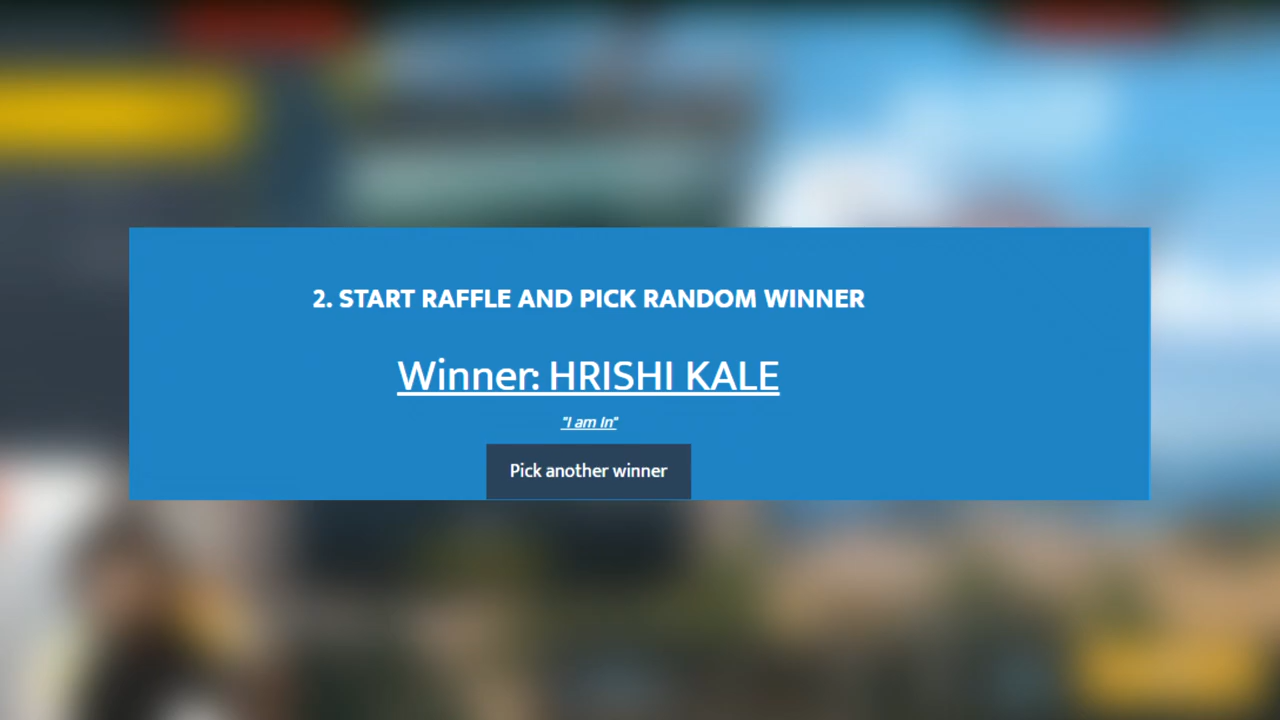 2. START RAFFLE AND PICK RANDOM WINNER
Winner: HRISHI KALE
"I am In"
Pick another winner